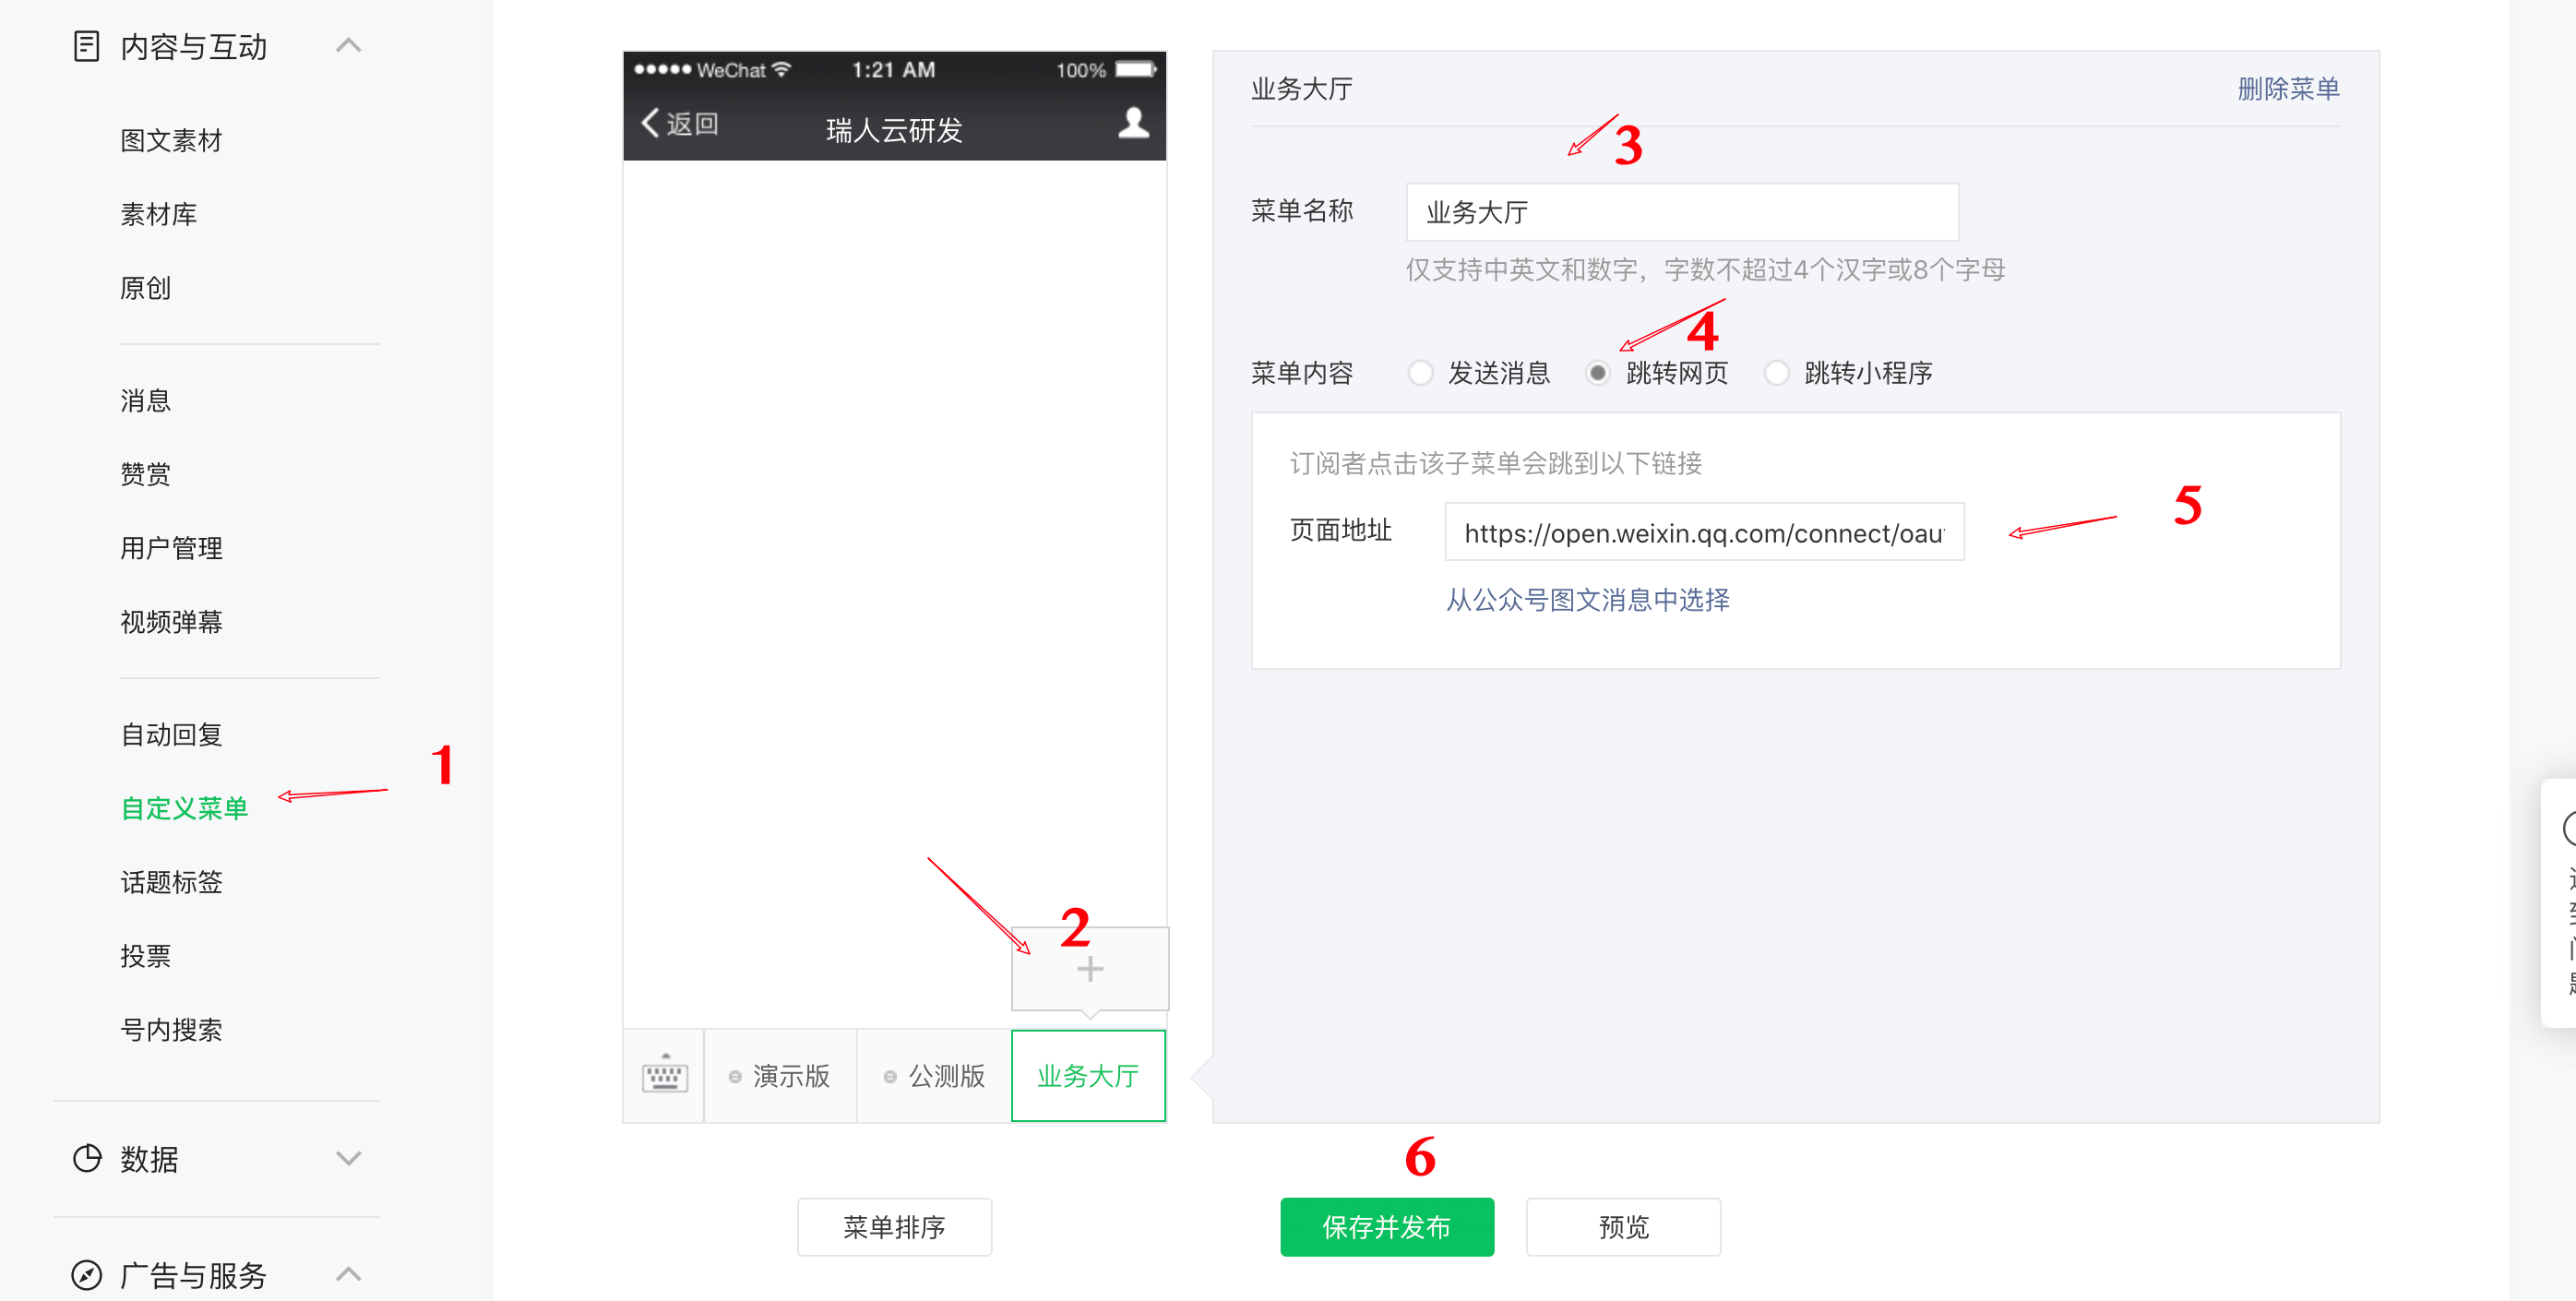 内容与互动
图文素材
素材库
原创
消息
赞赏
用户管理
视频弹幕
自动回复
自定义菜单
1
话题标签
投票
号内搜索
数据
广告与服务
WeChat
1:21 AM
100%
返回
瑞人云研发
2
演示版
公测版
业务大厅
菜单排序
业务大厅
删除菜单
3
菜单名称
业务大厅
仅支持中英文和数字，字数不超过4个汉字或8个字母
4
菜单内容
发送消息
跳转网页
跳转小程序
订阅者点击该子菜单会跳到以下链接
页面地址
https://open.weixin.qq.com/connect/oau
5
从公众号图文消息中选择
6
保存并发布
预览